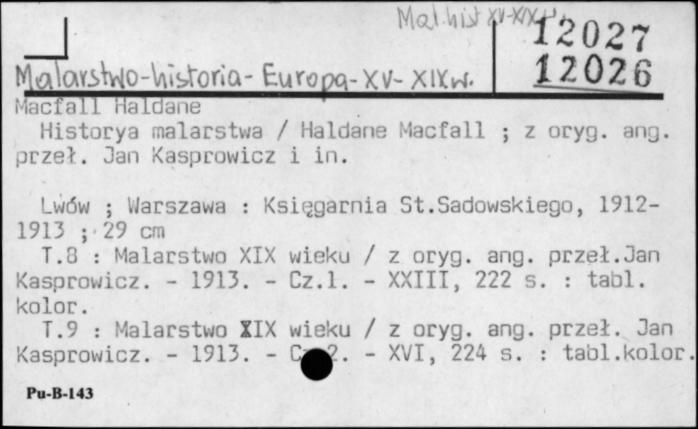 Mal. hist XV-XIX w.
12027
12026
Malarstwo-historia-Europa-XV-XIXw.
Macfall Haldane
Historya malarstwa / Haldane Macfall ; z oryg. ang.
przeł. Jan Kasprowicz i in.
Lwów ; Warszawa : Księgarnia St.Sadowskiego, 1912-
1913 ; 29 cm
T.8 : Malarstwo XIX wieku / z oryg. ang. przeł.Jan
Kasprowicz. - 1913. - Cz.1. - XXIII, 222 s. : tabl.
kolor.
T.9 : Malarstwo XIX wieku / z oryg. ang. przeł. Jan
Kasprowicz. - 1913. - Cz.2. - XVI, 224 s. : tabl.kolor.
Pu-B-143